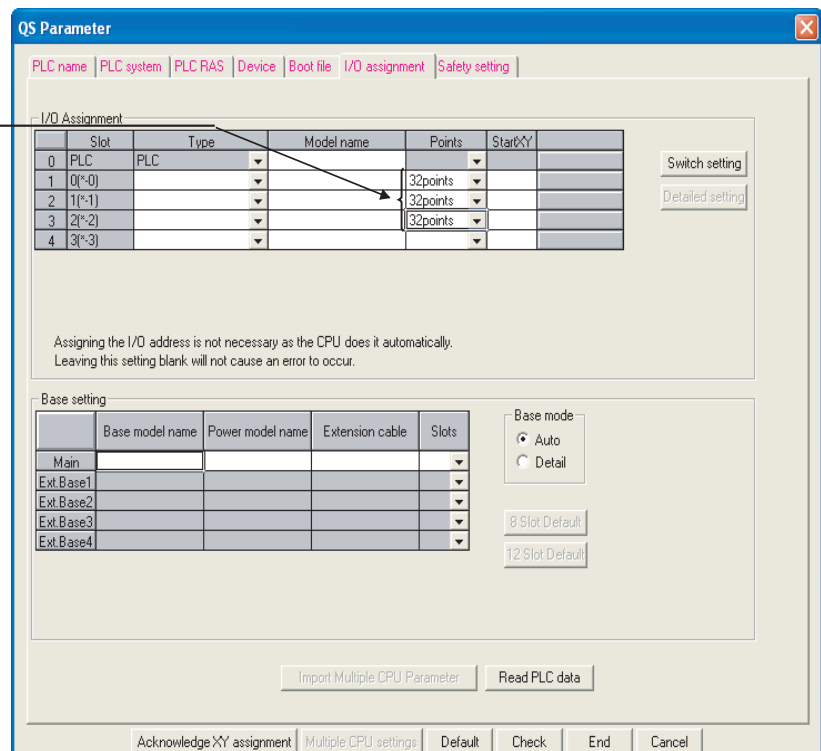 QS Parameter
PLC name PLC system PLC RAS Device Boot file I/O assignment Safety setting
I/O Assignment
Slot Type Model name Points StartXY
0 PLC PLC
1 0(*-0) 32points
2 1(*-1) 32points
3 2(*-2) 32points
4 3(*-3)
Switch setting
Detailed setting
Assigning the I/O address is not necessary as the CPU does it automatically.
Leaving this setting blank will not cause an error to occur.
Base setting
Base model name Power model name Extension cable Slots
Main
Ext.Base1
Ext.Base2
Ext.Base3
Ext.Base4
Base mode
Auto
Detail
8 Slot Default
12 Slot Default
Import Multiple CPU Parameter Read PLC data
Acknowledge XY assignment Multiple CPU settings Default Check End Cancel